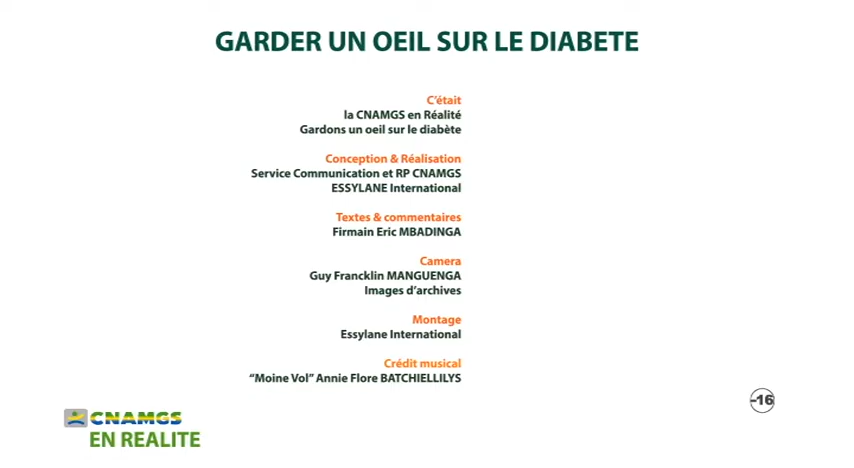 GARDER UN OEIL SUR LE DIABETE
C'était
la CNAMGS en Réalité
Gardons un oeil sur le diabète
Conception & Réalisation
Service Communication et RP CNAMGS
ESSYLANE International
Textes & commentaires
Firmain Eric MBADINGA
Camera
Guy Francklin MANGUENGA
Images d'archives
Montage
Essylane International
Crédit musical
“Moine Vol” Annie Flore BATCHIELLILYS
-16
CNAMGS
EN REALITE